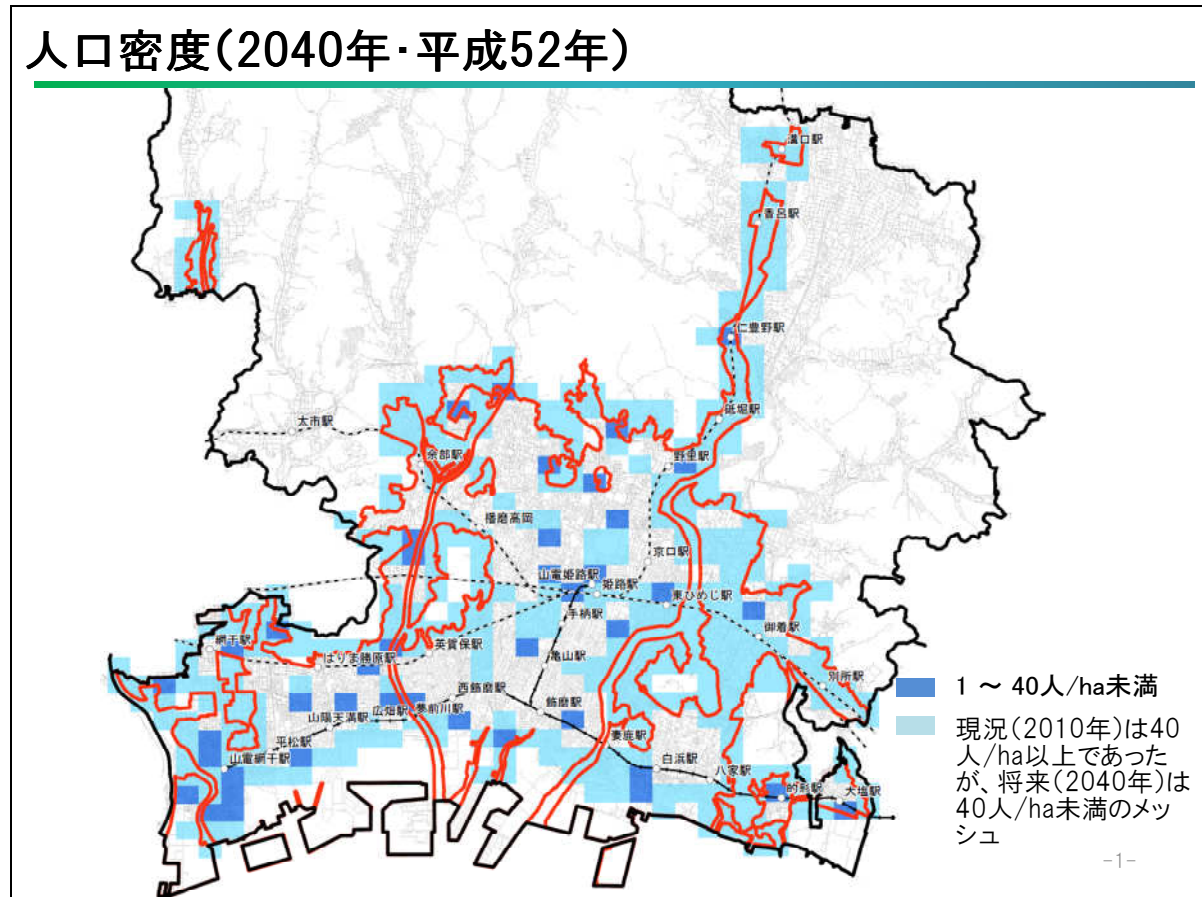 人口密度(2040年・平成52年)
溝口駅
香呂駅
仁豊野駅
砥堀駅
太市駅
余部駅
野里駅
播磨高岡
京口駅
山電姫路駅
姫路駅
東ひめじ駅
手柄駅
御着駅
網干駅
英賀保駅
はりま勝原駅
亀山駅
別所駅
西飾磨駅
飾磨駅
山陽天満駅
広畑駅
夢前川駅
妻鹿駅
平松駅
山電網干駅
白浜駅
八家駅
的形駅
大塩駅
1 ~ 40人/ha未満
現況(2010年)は40
人/ha以上であった
が、将来(2040年)は
40人/ha未満のメッ
シュ
-1-